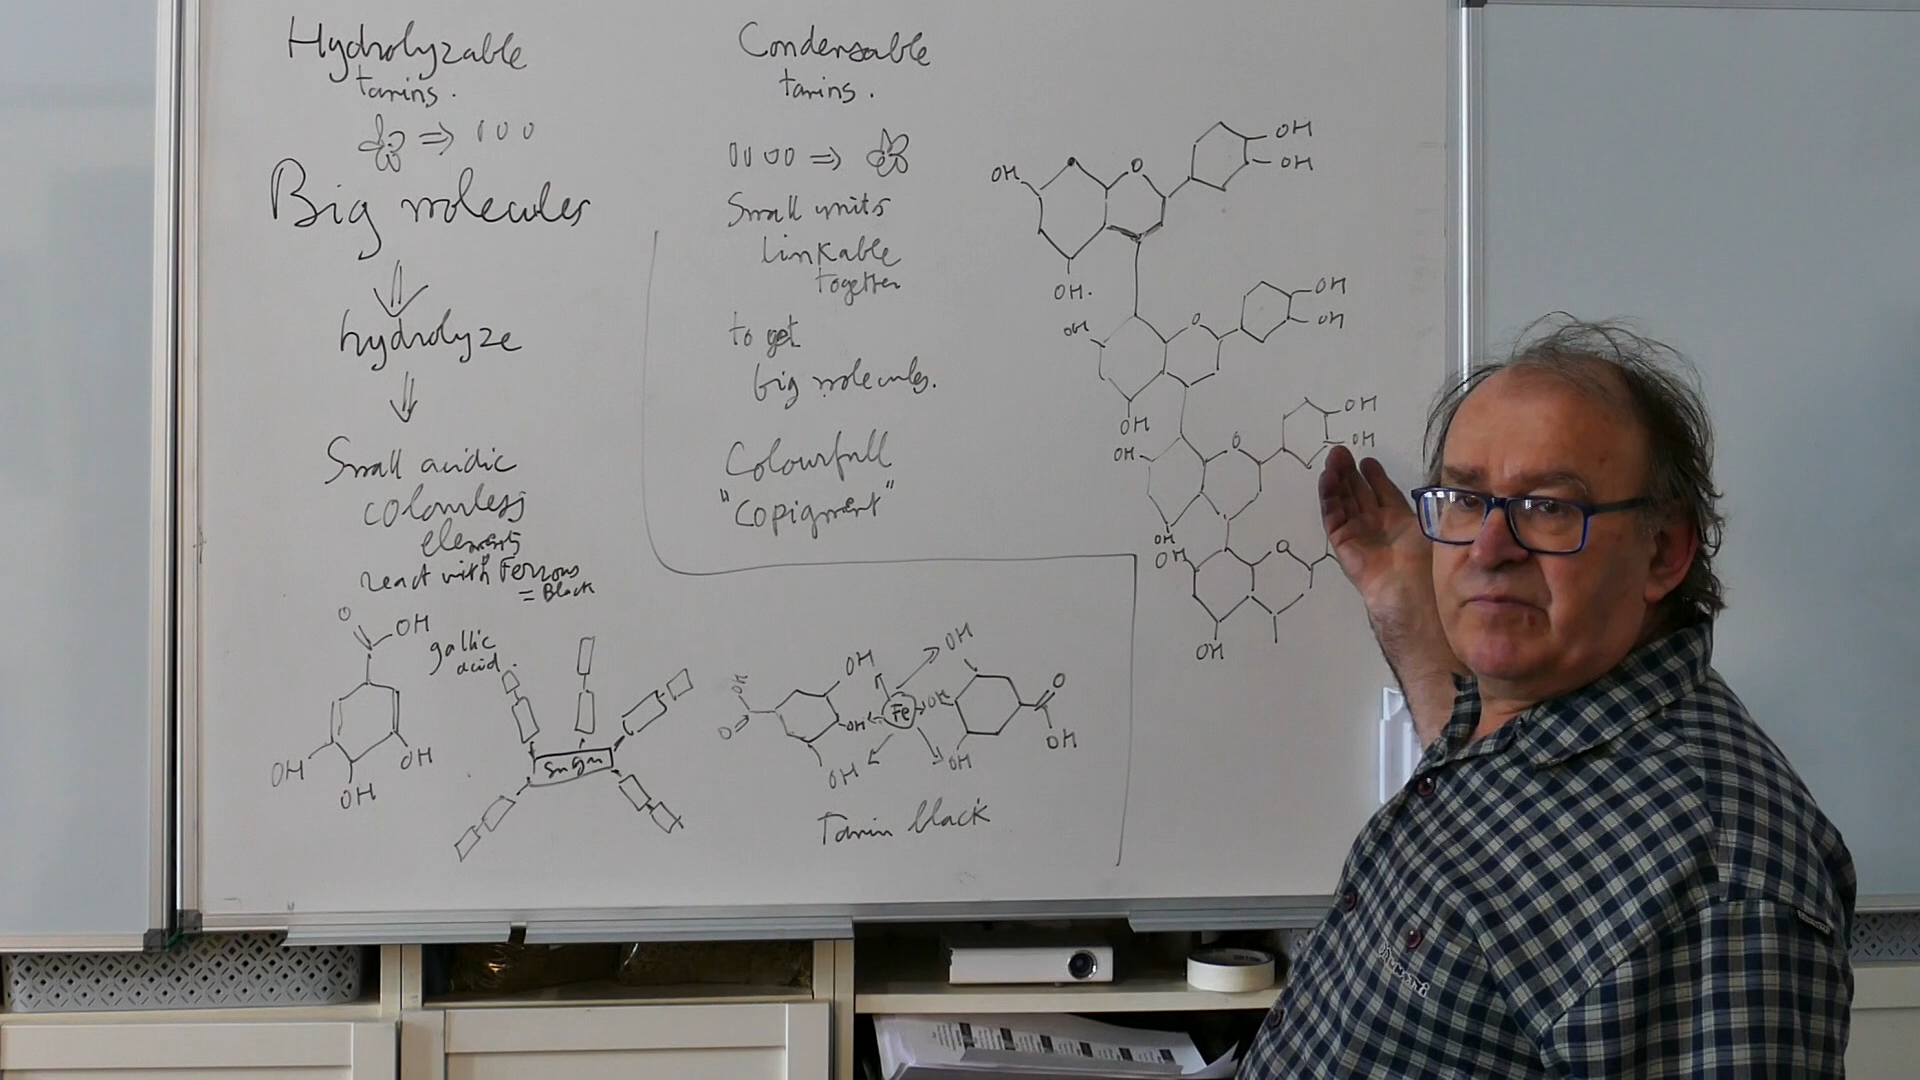 Hydrolyzable
tanins.
Big molecules
hydrolyze
Small acidic
colourless
elements
react with Ferrous
= Black
O
OH
gallic
acid.
OH
OH
OH
Sugar
Condensable
tanins.
Small units
linkable
together
to get
big molecules.
Colourfull
"Copigment"
OH
O
OH
OH
OH.
OH
O
OH
OH
OH
OH
O
OH
OH
OH
OH
O
OH
OH
O
OH
OH
OH
Fe
OH
OH
OH
O
OH
Tanin black